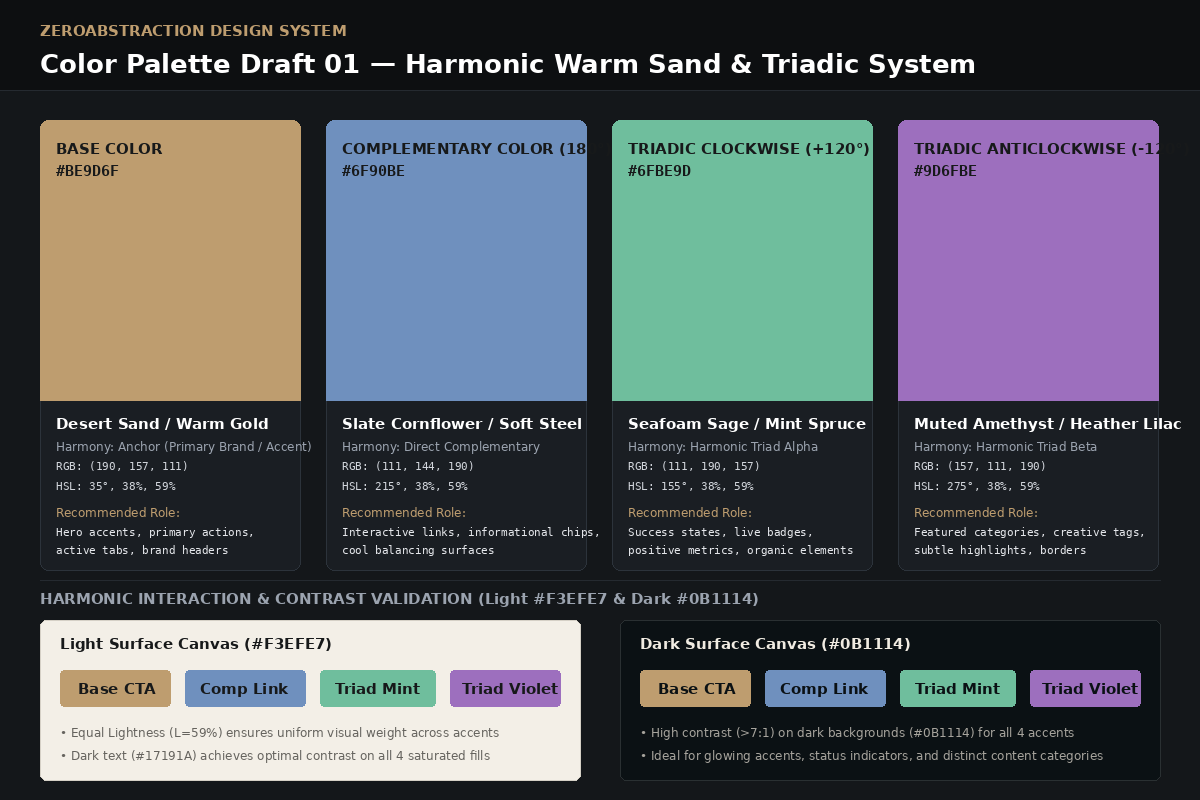 ZEROABSTRACTION DESIGN SYSTEM
Color Palette Draft 01 — Harmonic Warm Sand & Triadic System
BASE COLOR
#BE9D6F
COMPLEMENTARY COLOR (180°)
#6F90BE
TRIADIC CLOCKWISE (+120°)
#6FBE9D
TRIADIC ANTICLOCKWISE (-120°)
#9D6FBE
Desert Sand / Warm Gold
Harmony: Anchor (Primary Brand / Accent)
RGB: (190, 157, 111)
HSL: 35°, 38%, 59%
Recommended Role:
Hero accents, primary actions,
active tabs, brand headers
Slate Cornflower / Soft Steel
Harmony: Direct Complementary
RGB: (111, 144, 190)
HSL: 215°, 38%, 59%
Recommended Role:
Interactive links, informational chips,
cool balancing surfaces
Seafoam Sage / Mint Spruce
Harmony: Harmonic Triad Alpha
RGB: (111, 190, 157)
HSL: 155°, 38%, 59%
Recommended Role:
Success states, live badges,
positive metrics, organic elements
Muted Amethyst / Heather Lilac
Harmony: Harmonic Triad Beta
RGB: (157, 111, 190)
HSL: 275°, 38%, 59%
Recommended Role:
Featured categories, creative tags,
subtle highlights, borders
HARMONIC INTERACTION & CONTRAST VALIDATION (Light #F3EFE7 & Dark #0B1114)
Light Surface Canvas (#F3EFE7)
Base CTA
Comp Link
Triad Mint
Triad Violet
• Equal Lightness (L=59%) ensures uniform visual weight across accents
• Dark text (#17191A) achieves optimal contrast on all 4 saturated fills
Dark Surface Canvas (#0B1114)
Base CTA
Comp Link
Triad Mint
Triad Violet
• High contrast (>7:1) on dark backgrounds (#0B1114) for all 4 accents
• Ideal for glowing accents, status indicators, and distinct content categories